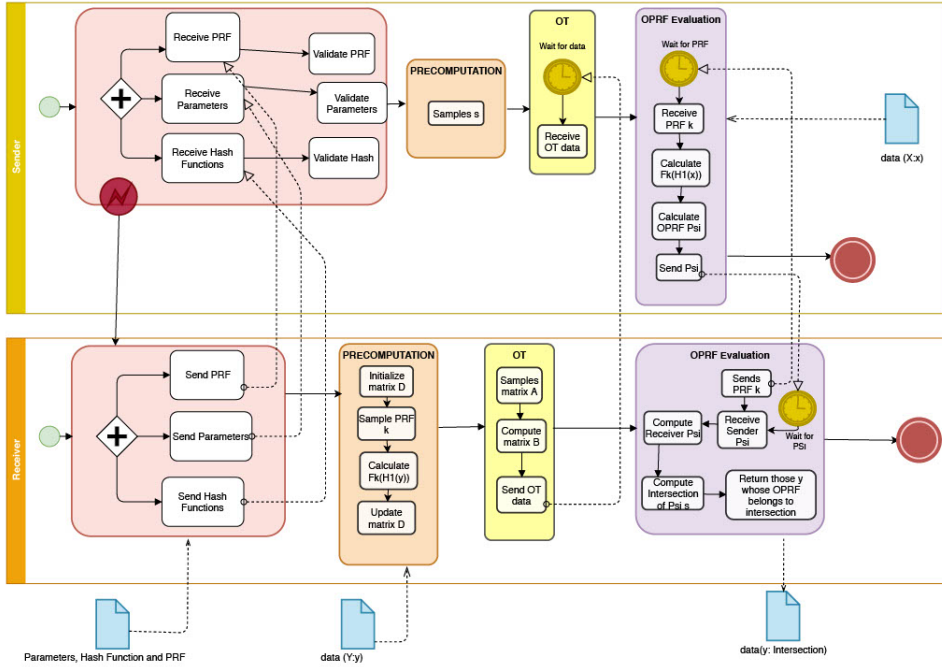 Sender
Receive PRF
Validate PRF
Receive
Parameters
Validate
Parameters
Receive Hash
Functions
Validate Hash
PRECOMPUTATION
Samples s
OT
Wait for data
Receive
OT data
OPRF Evaluation
Wait for PRF
Receive
PRF k
Calculate
Fk(H1(x))
Calculate
OPRF Psi
Send Psi
data (X:x)
Receiver
Send PRF
Send Parameters
Send Hash
Functions
PRECOMPUTATION
Initialize
matrix D
Sample PRF
k
Calculate
Fk(H1(y))
Update
matrix D
OT
Samples
matrix A
Compute
matrix B
Send OT
data
OPRF Evaluation
Sends
PRF k
Compute
Receiver Psi
Receive
Sender
Psi
Wait for
PSI
Compute
Intersection
of Psi s
Return those y
whose OPRF
belongs to
intersection
Parameters, Hash Function and PRF
data (Y:y)
data(y: Intersection)